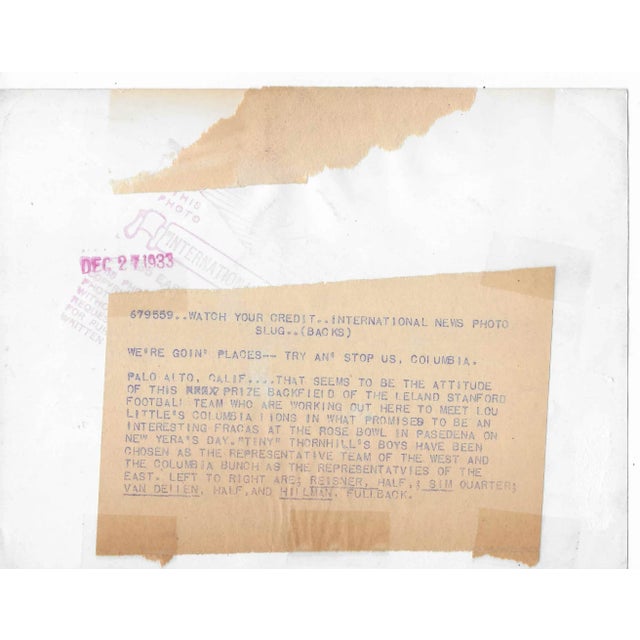 THIS
PHOTO
INTERNATIONAL
DEC 27 1933
EAS
WRITTEN
679559..WATCH YOUR CREDIT..INTERNATIONAL NEWS PHOTO
SLUG..(BACKS)
WE'RE GOIN' PLACES-- TRY AN' STOP US, COLUMBIA.
PALO ALTO, CALIF....THAT SEEMS TO BE THE ATTITUDE
OF THIS PRIZE BACKFIELD OF THE LELAND STANFORD
FOOTBALL TEAM WHO ARE WORKING OUT HERE TO MEET LOU
LITTLE'S COLUMBIA LIONS IN WHAT PROMISED TO BE AN
INTERESTING FRACAS AT THE ROSE BOWL IN PASEDENA ON
NEW YERA'S DAY. "TINY" THORNHILL'S BOYS HAVE BEEN
CHOSEN AS THE REPRESENTATIVE TEAM OF THE WEST AND
THE COLUMBIA BUNCH AS THE REPRESENTATVIES OF THE
EAST. LEFT TO RIGHT ARE; REISNER, HALF,; SIM QUARTER;
VAN DELLEN, HALF,AND HILLMAN, FULLBACK.